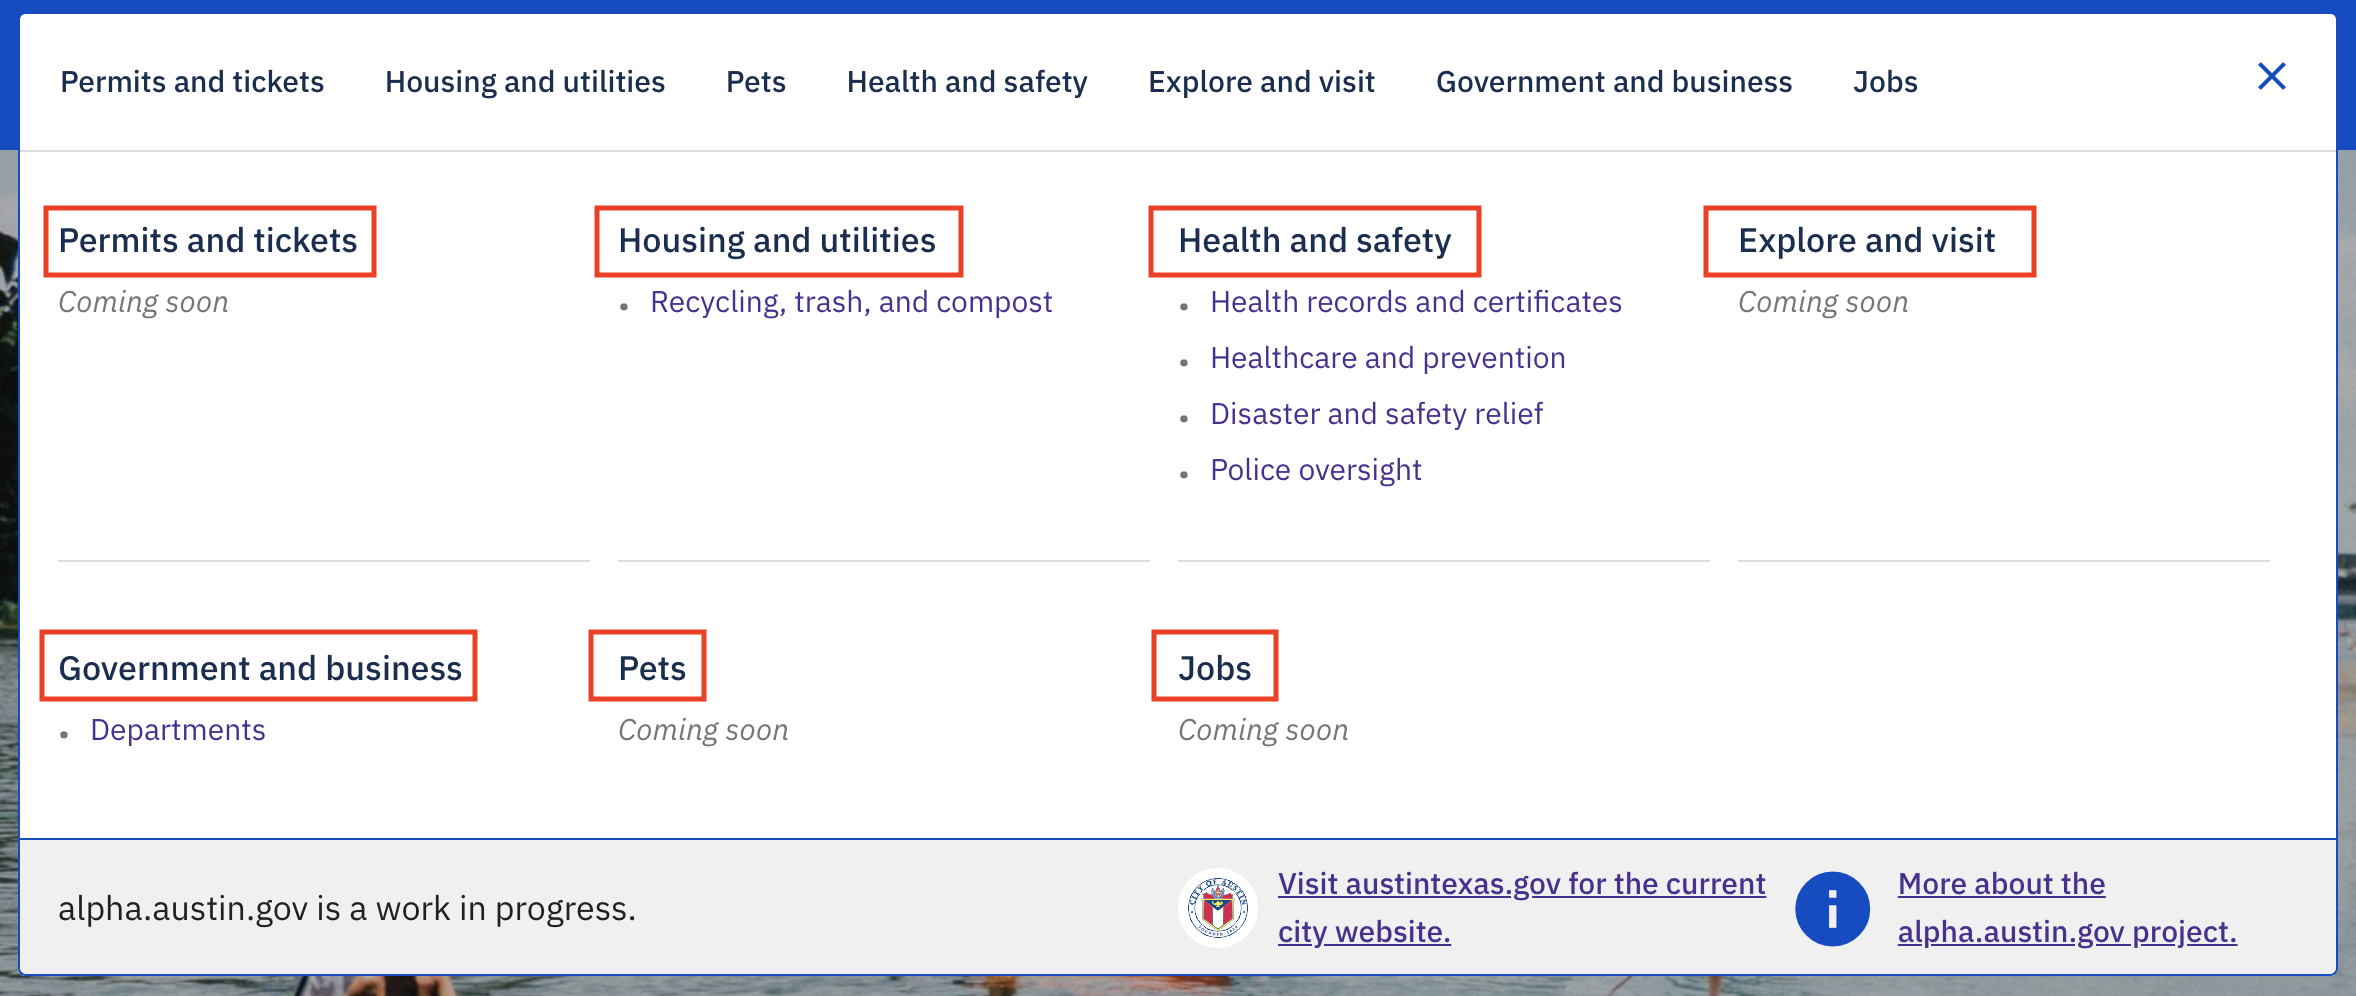 Permits and tickets Housing and utilities Pets Health and safety Explore and visit Government and business Jobs
Permits and tickets
Coming soon
Housing and utilities
Recycling, trash, and compost
Health and safety
Health records and certificates
Healthcare and prevention
Disaster and safety relief
Police oversight
Explore and visit
Coming soon
Government and business
Departments
Pets
Coming soon
Jobs
Coming soon
alpha.austin.gov is a work in progress.
CITY OF AUSTIN
Visit austintexas.gov for the current
city website.
More about the
alpha.austin.gov project.